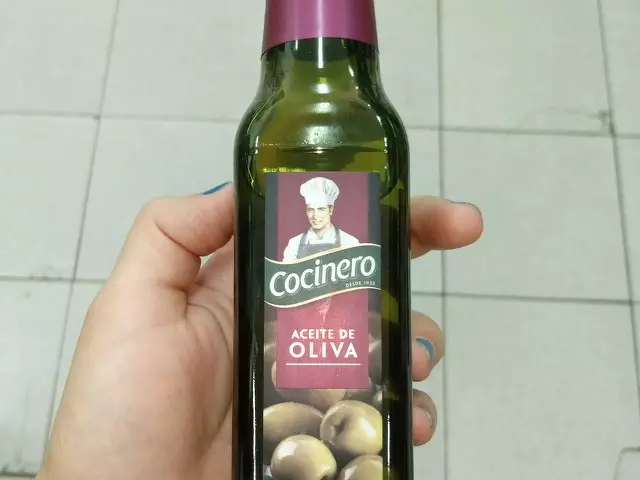 Cocinero
DESDE 1932
ACEITE DE
OLIVA